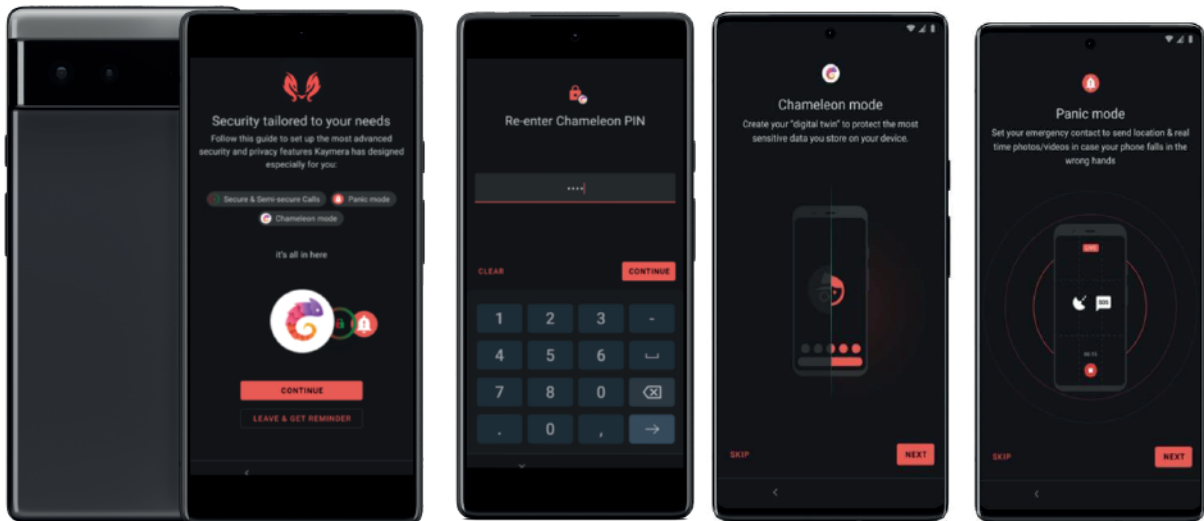 Security tailored to your needs
Follow this guide to set up the most advanced
security and privacy features Kaymera has designed
especially for you:
Secure & Semi-secure Calls
Panic mode
Chameleon mode
it's all in here
CONTINUE
LEAVE & GET REMINDER
Re-enter Chameleon PIN
••••
CLEAR
CONTINUE
1 2 3 -
4 5 6
7 8 0
. 0 ,
Chameleon mode
Create your "digital twin" to protect the most
sensitive data you store on your device.
SKIP
NEXT
Panic mode
Set your emergency contact to send location & real
time photos/videos in case your phone falls in the
wrong hands
LIVE
SOS
SKIP
NEXT